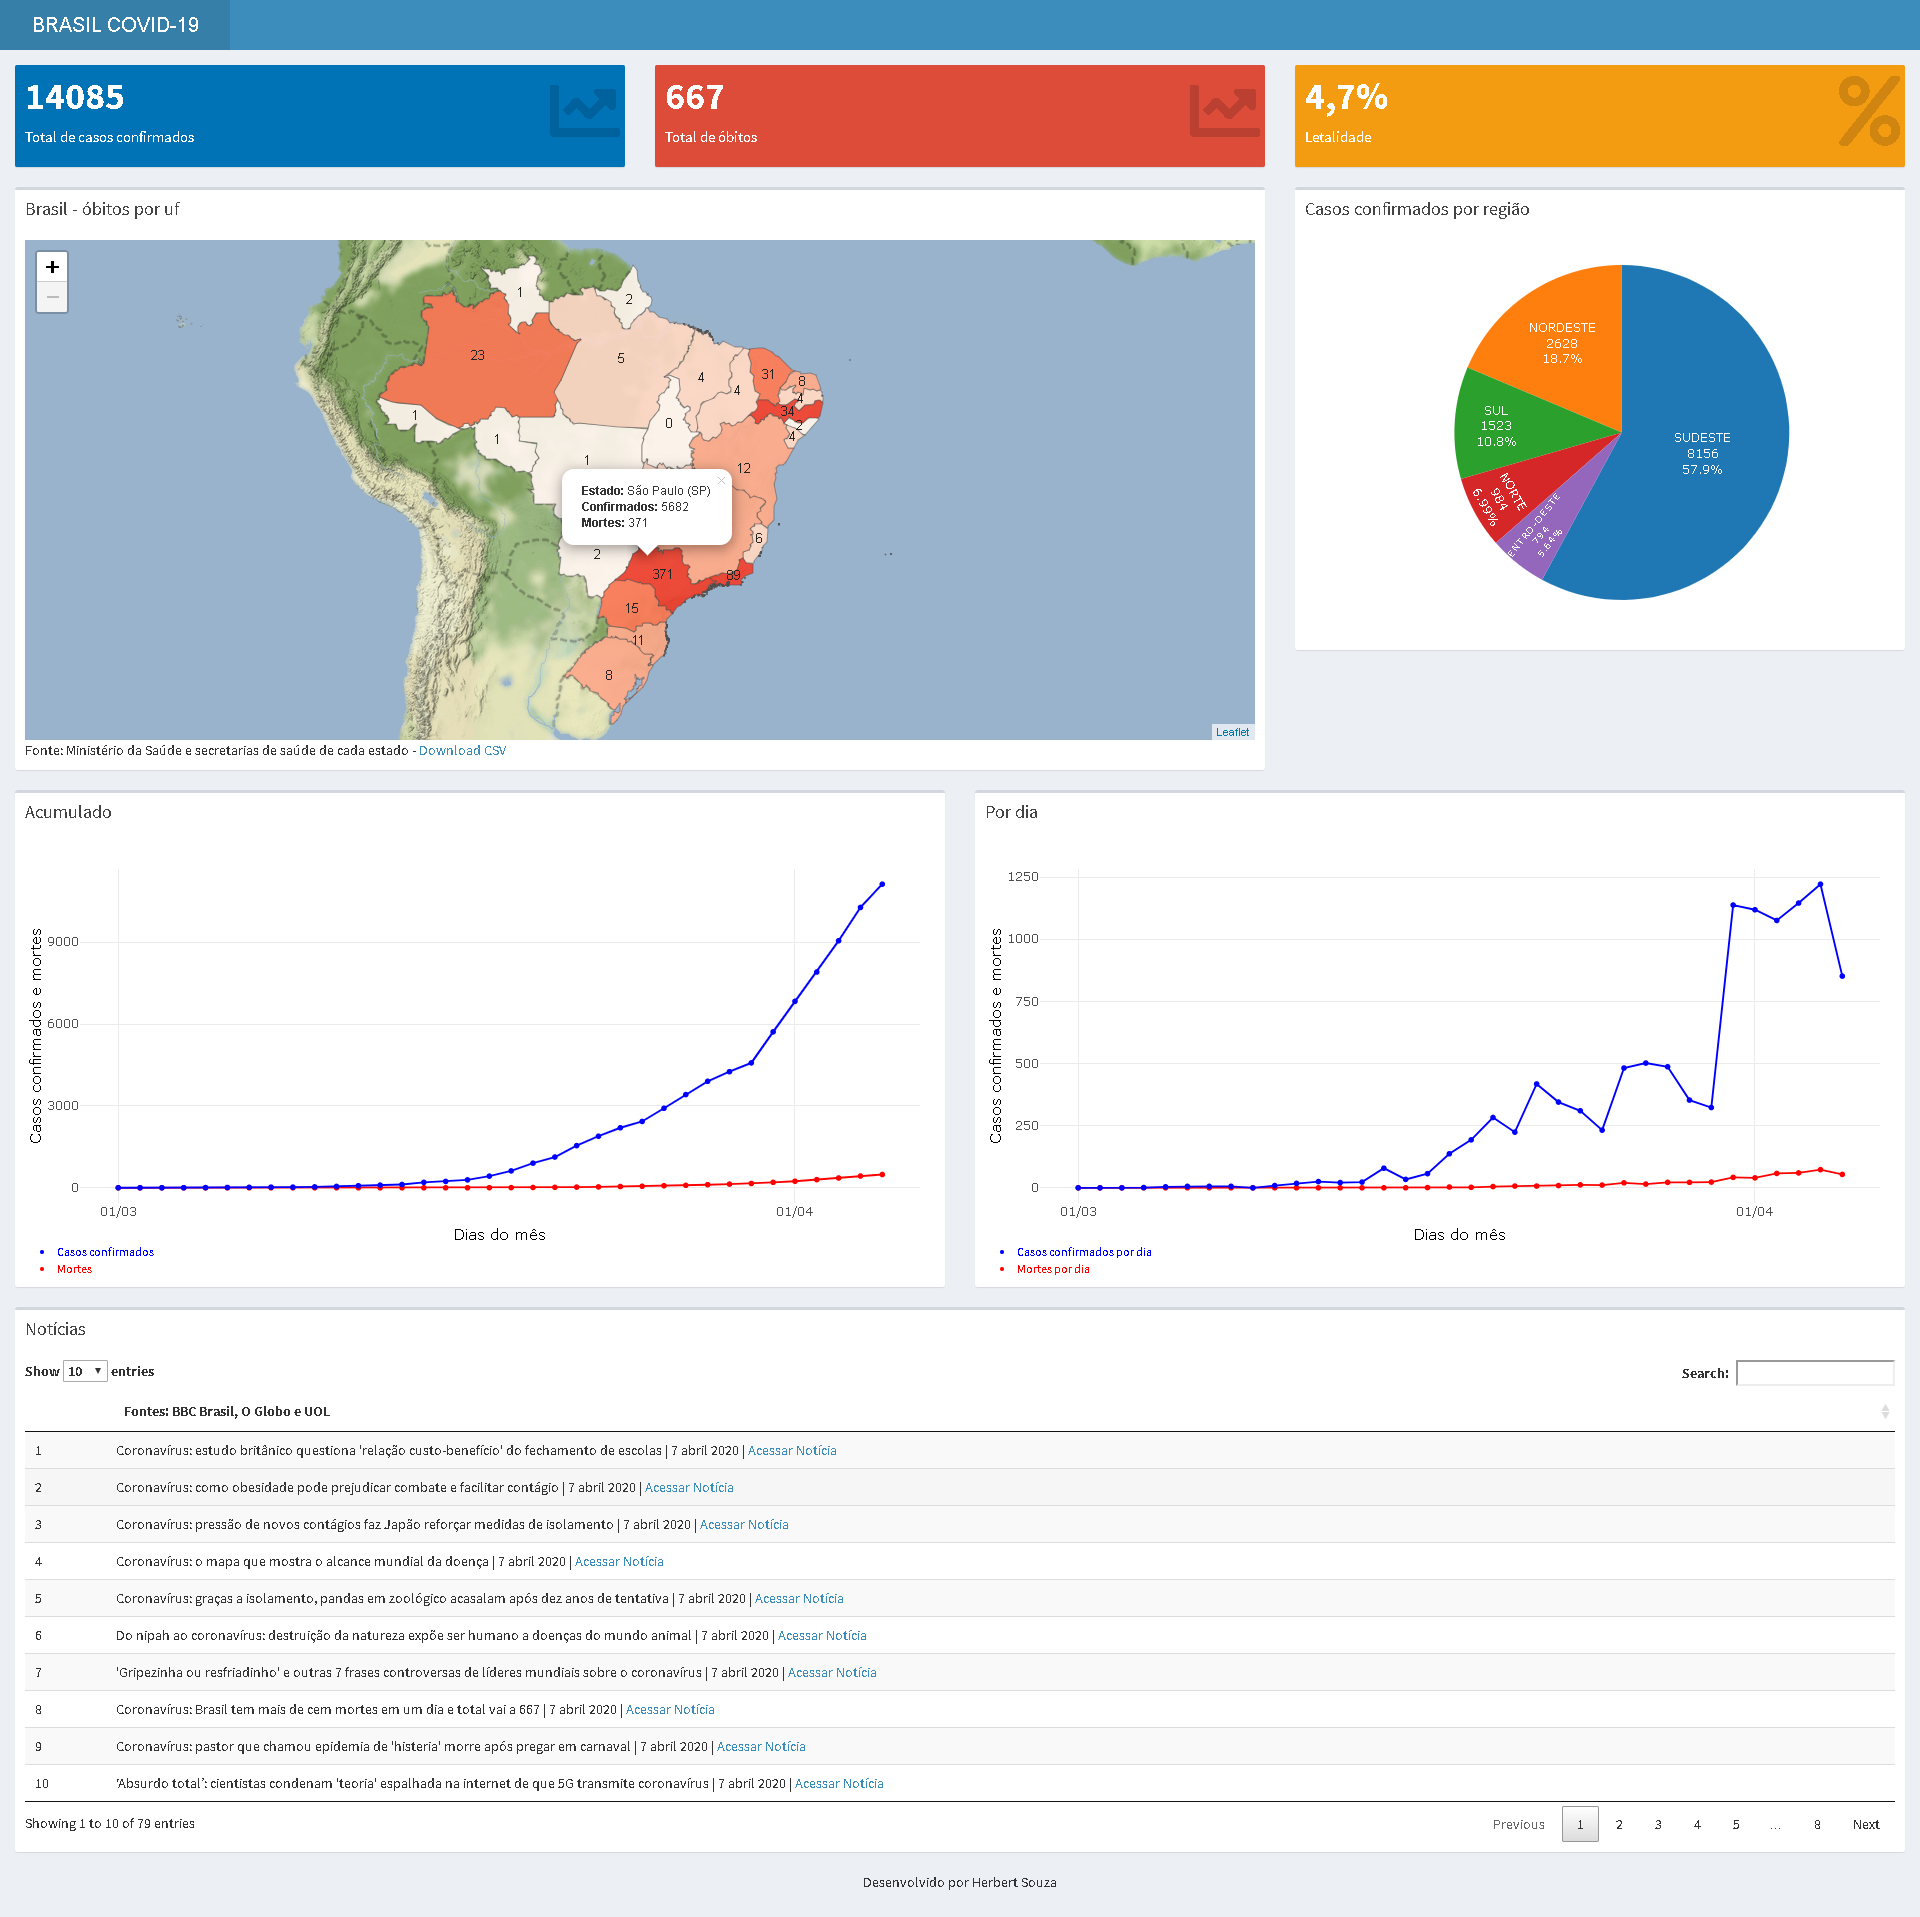 BRASIL COVID-19
14085
Total de casos confirmados
667
Total de óbitos
4,7%
Letalidade
Brasil - óbitos por uf
+
−
1
2
23
5
4
4
31
8
4
34
2
4
1
1
0
1
12
×
Estado: São Paulo (SP)
Confirmados: 5682
Mortes: 371
6
2
371
89
15
11
8
Leaflet
Fonte: Ministério da Saúde e secretarias de saúde de cada estado - Download CSV
Casos confirmados por região
NORDESTE
2628
18.7%
SUL
1523
10.8%
SUDESTE
8156
57.9%
NORTE
984
6.99%
ENTRO-OESTE
794
5.64%
Acumulado
Casos confirmados e mortes
9000
6000
3000
0
01/03
01/04
Dias do mês
Casos confirmados
Mortes
Por dia
Casos confirmados e mortes
1250
1000
750
500
250
0
01/03
01/04
Dias do mês
Casos confirmados por dia
Mortes por dia
Notícias
Show 10 entries
Search:
Fontes: BBC Brasil, O Globo e UOL
1 Coronavírus: estudo britânico questiona 'relação custo-benefício' do fechamento de escolas | 7 abril 2020 | Acessar Notícia
2 Coronavírus: como obesidade pode prejudicar combate e facilitar contágio | 7 abril 2020 | Acessar Notícia
3 Coronavírus: pressão de novos contágios faz Japão reforçar medidas de isolamento | 7 abril 2020 | Acessar Notícia
4 Coronavírus: o mapa que mostra o alcance mundial da doença | 7 abril 2020 | Acessar Notícia
5 Coronavírus: graças a isolamento, pandas em zoológico acasalam após dez anos de tentativa | 7 abril 2020 | Acessar Notícia
6 Do nipah ao coronavírus: destruição da natureza expõe ser humano a doenças do mundo animal | 7 abril 2020 | Acessar Notícia
7 'Gripezinha ou resfriadinho' e outras 7 frases controversas de líderes mundiais sobre o coronavírus | 7 abril 2020 | Acessar Notícia
8 Coronavírus: Brasil tem mais de cem mortes em um dia e total vai a 667 | 7 abril 2020 | Acessar Notícia
9 Coronavírus: pastor que chamou epidemia de 'histeria' morre após pregar em carnaval | 7 abril 2020 | Acessar Notícia
10 'Absurdo total': cientistas condenam 'teoria' espalhada na internet de que 5G transmite coronavírus | 7 abril 2020 | Acessar Notícia
Showing 1 to 10 of 79 entries
Previous 1 2 3 4 5 … 8 Next
Desenvolvido por Herbert Souza